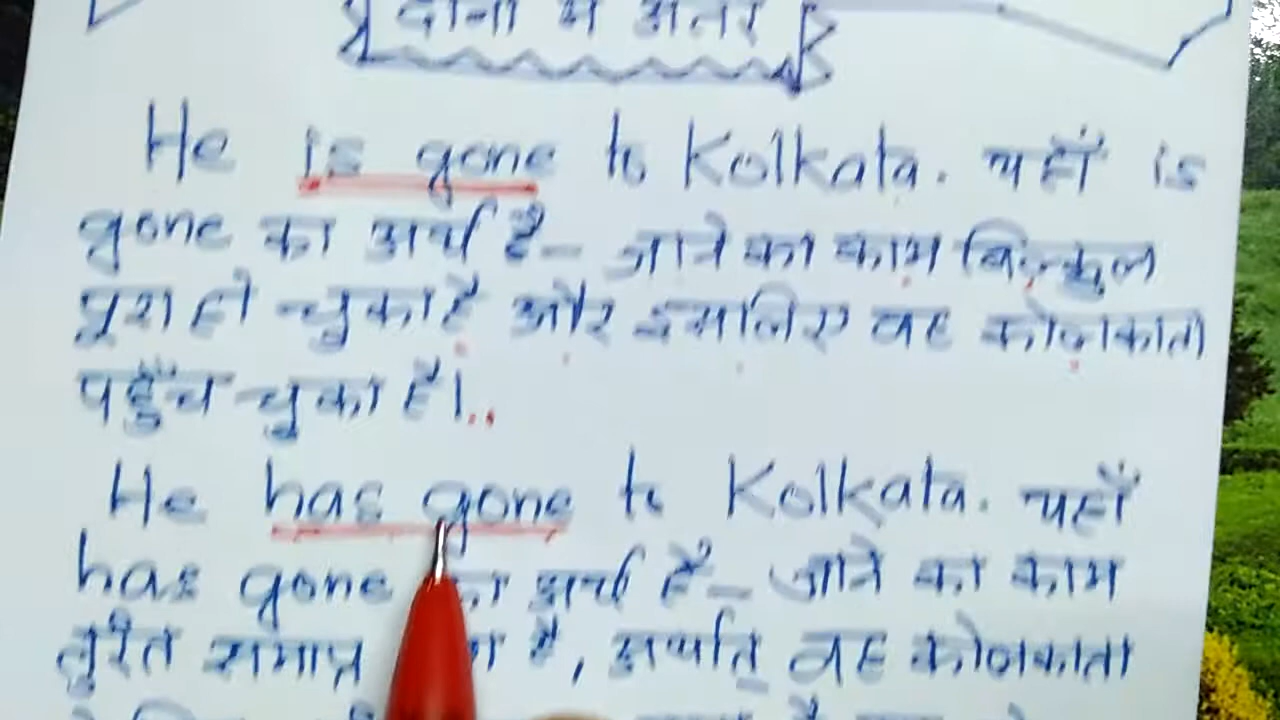 दोनों में अंतर
He is gone to Kolkata. यहाँ is
gone का अर्थ है– जाने का काम बिल्कुल
पूरा हो चुका है और इसलिए वह कोलकाता
पहुँच चुका है।
He has gone to Kolkata. यहाँ
has gone का अर्थ है– जाने का काम
तुरंत समाप्त है, अर्थात् वह कोलकाता